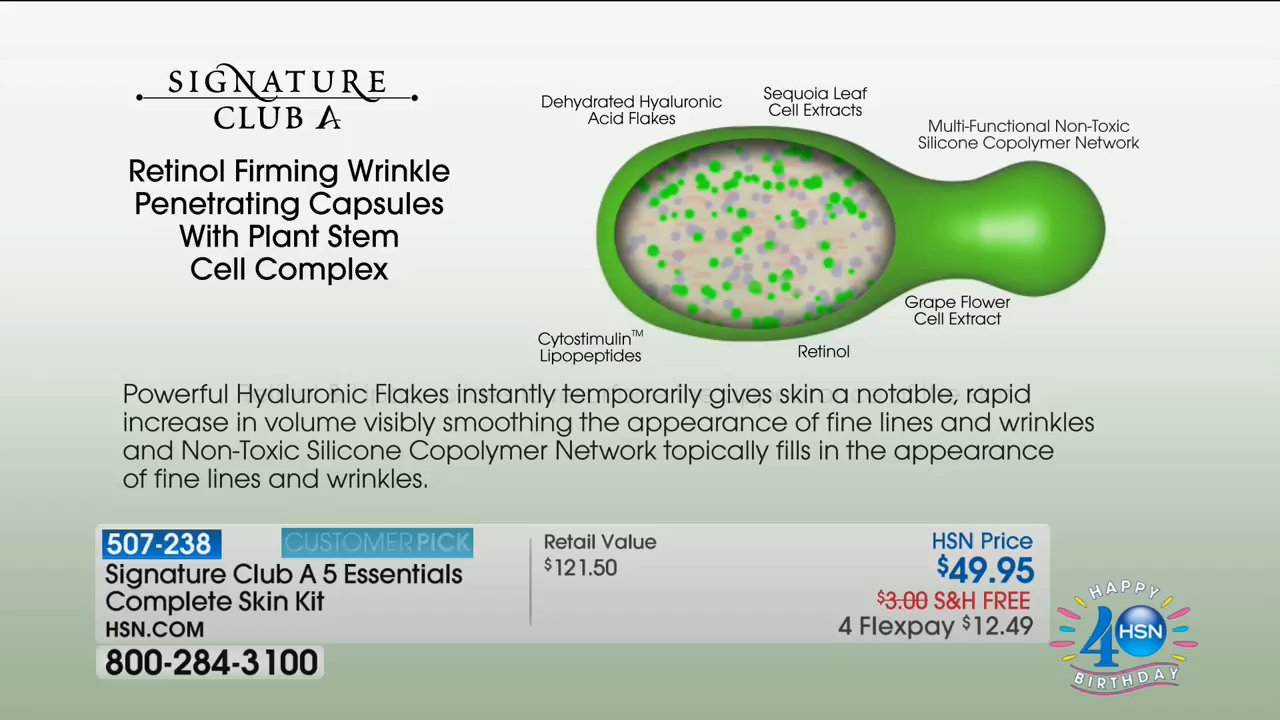 SIGNATURE
CLUB A
Retinol Firming Wrinkle
Penetrating Capsules
With Plant Stem
Cell Complex
Dehydrated Hyaluronic
Acid Flakes
Sequoia Leaf
Cell Extracts
Multi-Functional Non-Toxic
Silicone Copolymer Network
Grape Flower
Cell Extract
Cytostimulin™
Lipopeptides
Retinol
Powerful Hyaluronic Flakes instantly temporarily gives skin a notable, rapid
increase in volume visibly smoothing the appearance of fine lines and wrinkles
and Non-Toxic Silicone Copolymer Network topically fills in the appearance
of fine lines and wrinkles.
507-238
CUSTOMER PICK
Signature Club A 5 Essentials
Complete Skin Kit
HSN.COM
800-284-3100
Retail Value
$121.50
HSN Price
$49.95
$3.00 S&H FREE
4 Flexpay $12.49
HAPPY
40
HSN
BIRTHDAY